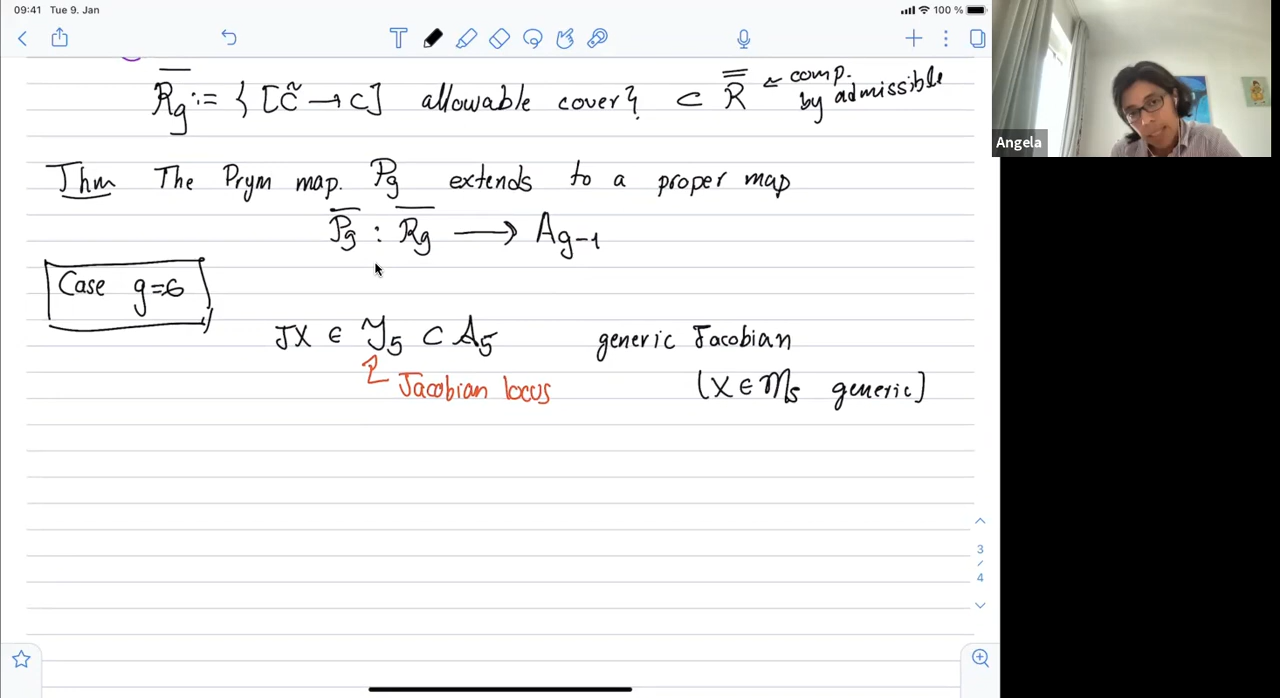 09:41 Tue 9. Jan
100 %
R̅g := { [C̃ → C] allowable cover } ⊂ R̿ ← comp. by admissible
Angela
Thm The Prym map. Pg extends to a proper map
P̅g : R̅g ⟶ Ag-1
Case g=6
JX ∈ 𝒥5 ⊂ A5 generic Jacobian
Jacobian locus (X ∈ M5 generic)
3
4